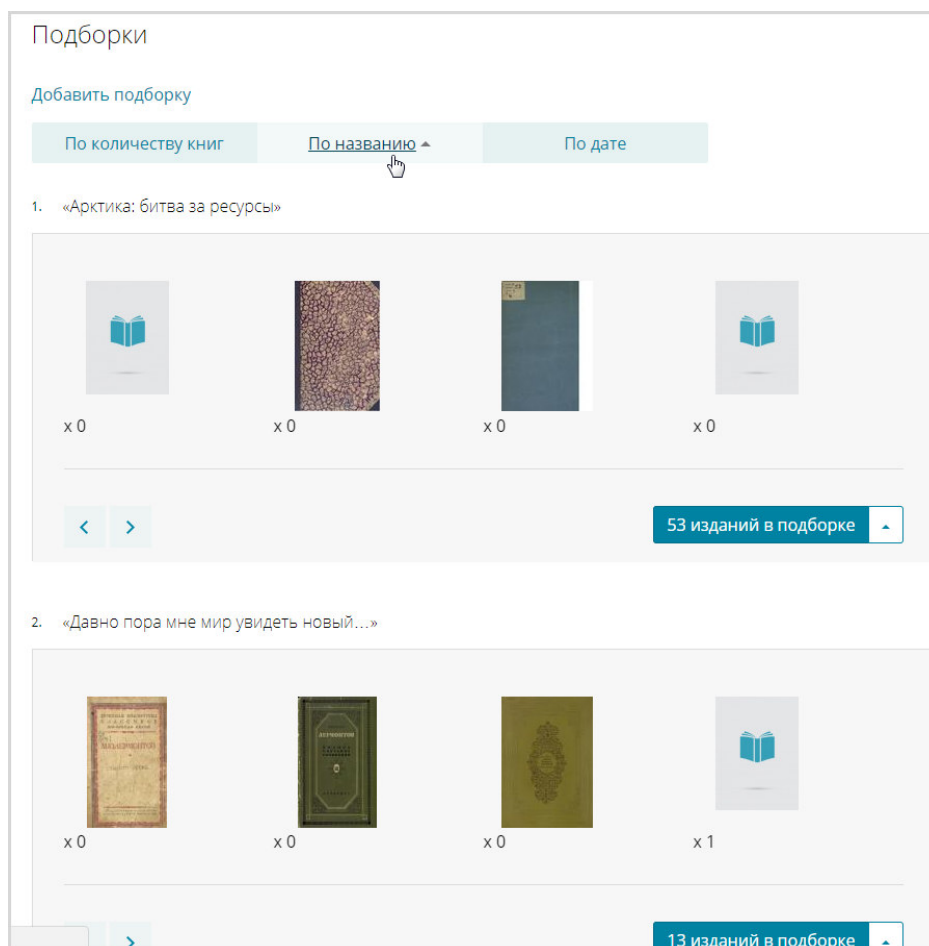 Подборки
Добавить подборку
По количеству книг По названию По дате
1. «Арктика: битва за ресурсы»
x 0 x 0 x 0 x 0
53 изданий в подборке
2. «Давно пора мне мир увидеть новый...»
ЛЕРМОНТОВ
x 0 x 0 x 0 x 1
13 изданий в подборке